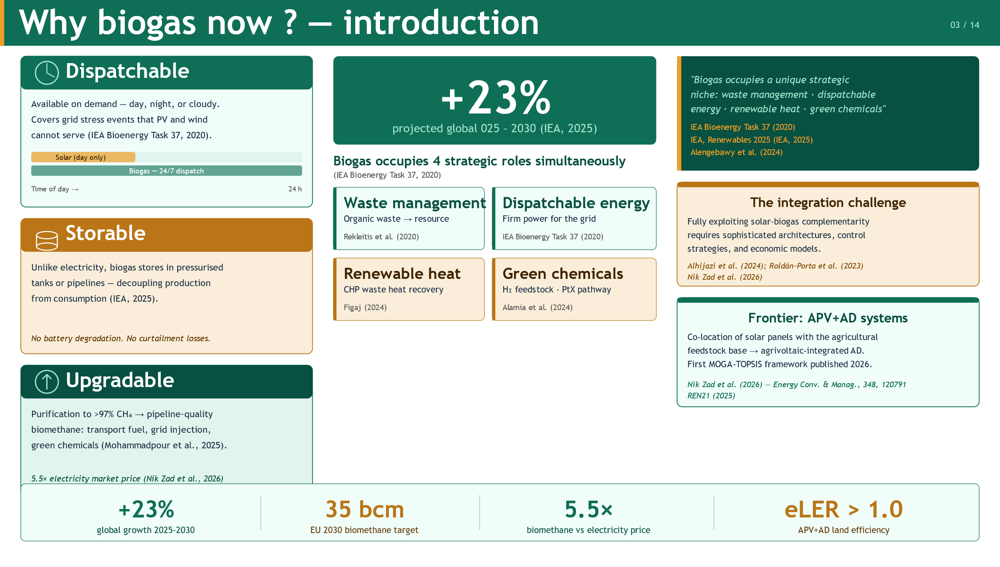 Why biogas now ? — introduction
03 / 14
Dispatchable
Available on demand — day, night, or cloudy.
Covers grid stress events that PV and wind
cannot serve (IEA Bioenergy Task 37, 2020).
Solar (day only)
Biogas — 24/7 dispatch
Time of day →
24 h
Storable
Unlike electricity, biogas stores in pressurised
tanks or pipelines — decoupling production
from consumption (IEA, 2025).
No battery degradation. No curtailment losses.
Upgradable
Purification to >97% CH₄ → pipeline-quality
biomethane: transport fuel, grid injection,
green chemicals (Mohammadpour et al., 2025).
5.5× electricity market price (Nik Zad et al., 2026)
+23%
projected global 025 – 2030 (IEA, 2025)
Biogas occupies 4 strategic roles simultaneously
(IEA Bioenergy Task 37, 2020)
Waste management
Organic waste → resource
Rekleitis et al. (2020)
Dispatchable energy
Firm power for the grid
IEA Bioenergy Task 37 (2020)
Renewable heat
CHP waste heat recovery
Figaj (2024)
Green chemicals
H₂ feedstock · PtX pathway
Alamia et al. (2024)
"Biogas occupies a unique strategic
niche: waste management · dispatchable
energy · renewable heat · green chemicals"
IEA Bioenergy Task 37 (2020)
IEA, Renewables 2025 (IEA, 2025)
Alengebawy et al. (2024)
The integration challenge
Fully exploiting solar–biogas complementarity
requires sophisticated architectures, control
strategies, and economic models.
Alhijazi et al. (2024); Roldán-Porta et al. (2023)
Nik Zad et al. (2026)
Frontier: APV+AD systems
Co-location of solar panels with the agricultural
feedstock base → agrivoltaic-integrated AD.
First MOGA-TOPSIS framework published 2026.
Nik Zad et al. (2026) — Energy Conv. & Manag., 348, 120791
REN21 (2025)
+23%
global growth 2025–2030
35 bcm
EU 2030 biomethane target
5.5×
biomethane vs electricity price
eLER > 1.0
APV+AD land efficiency